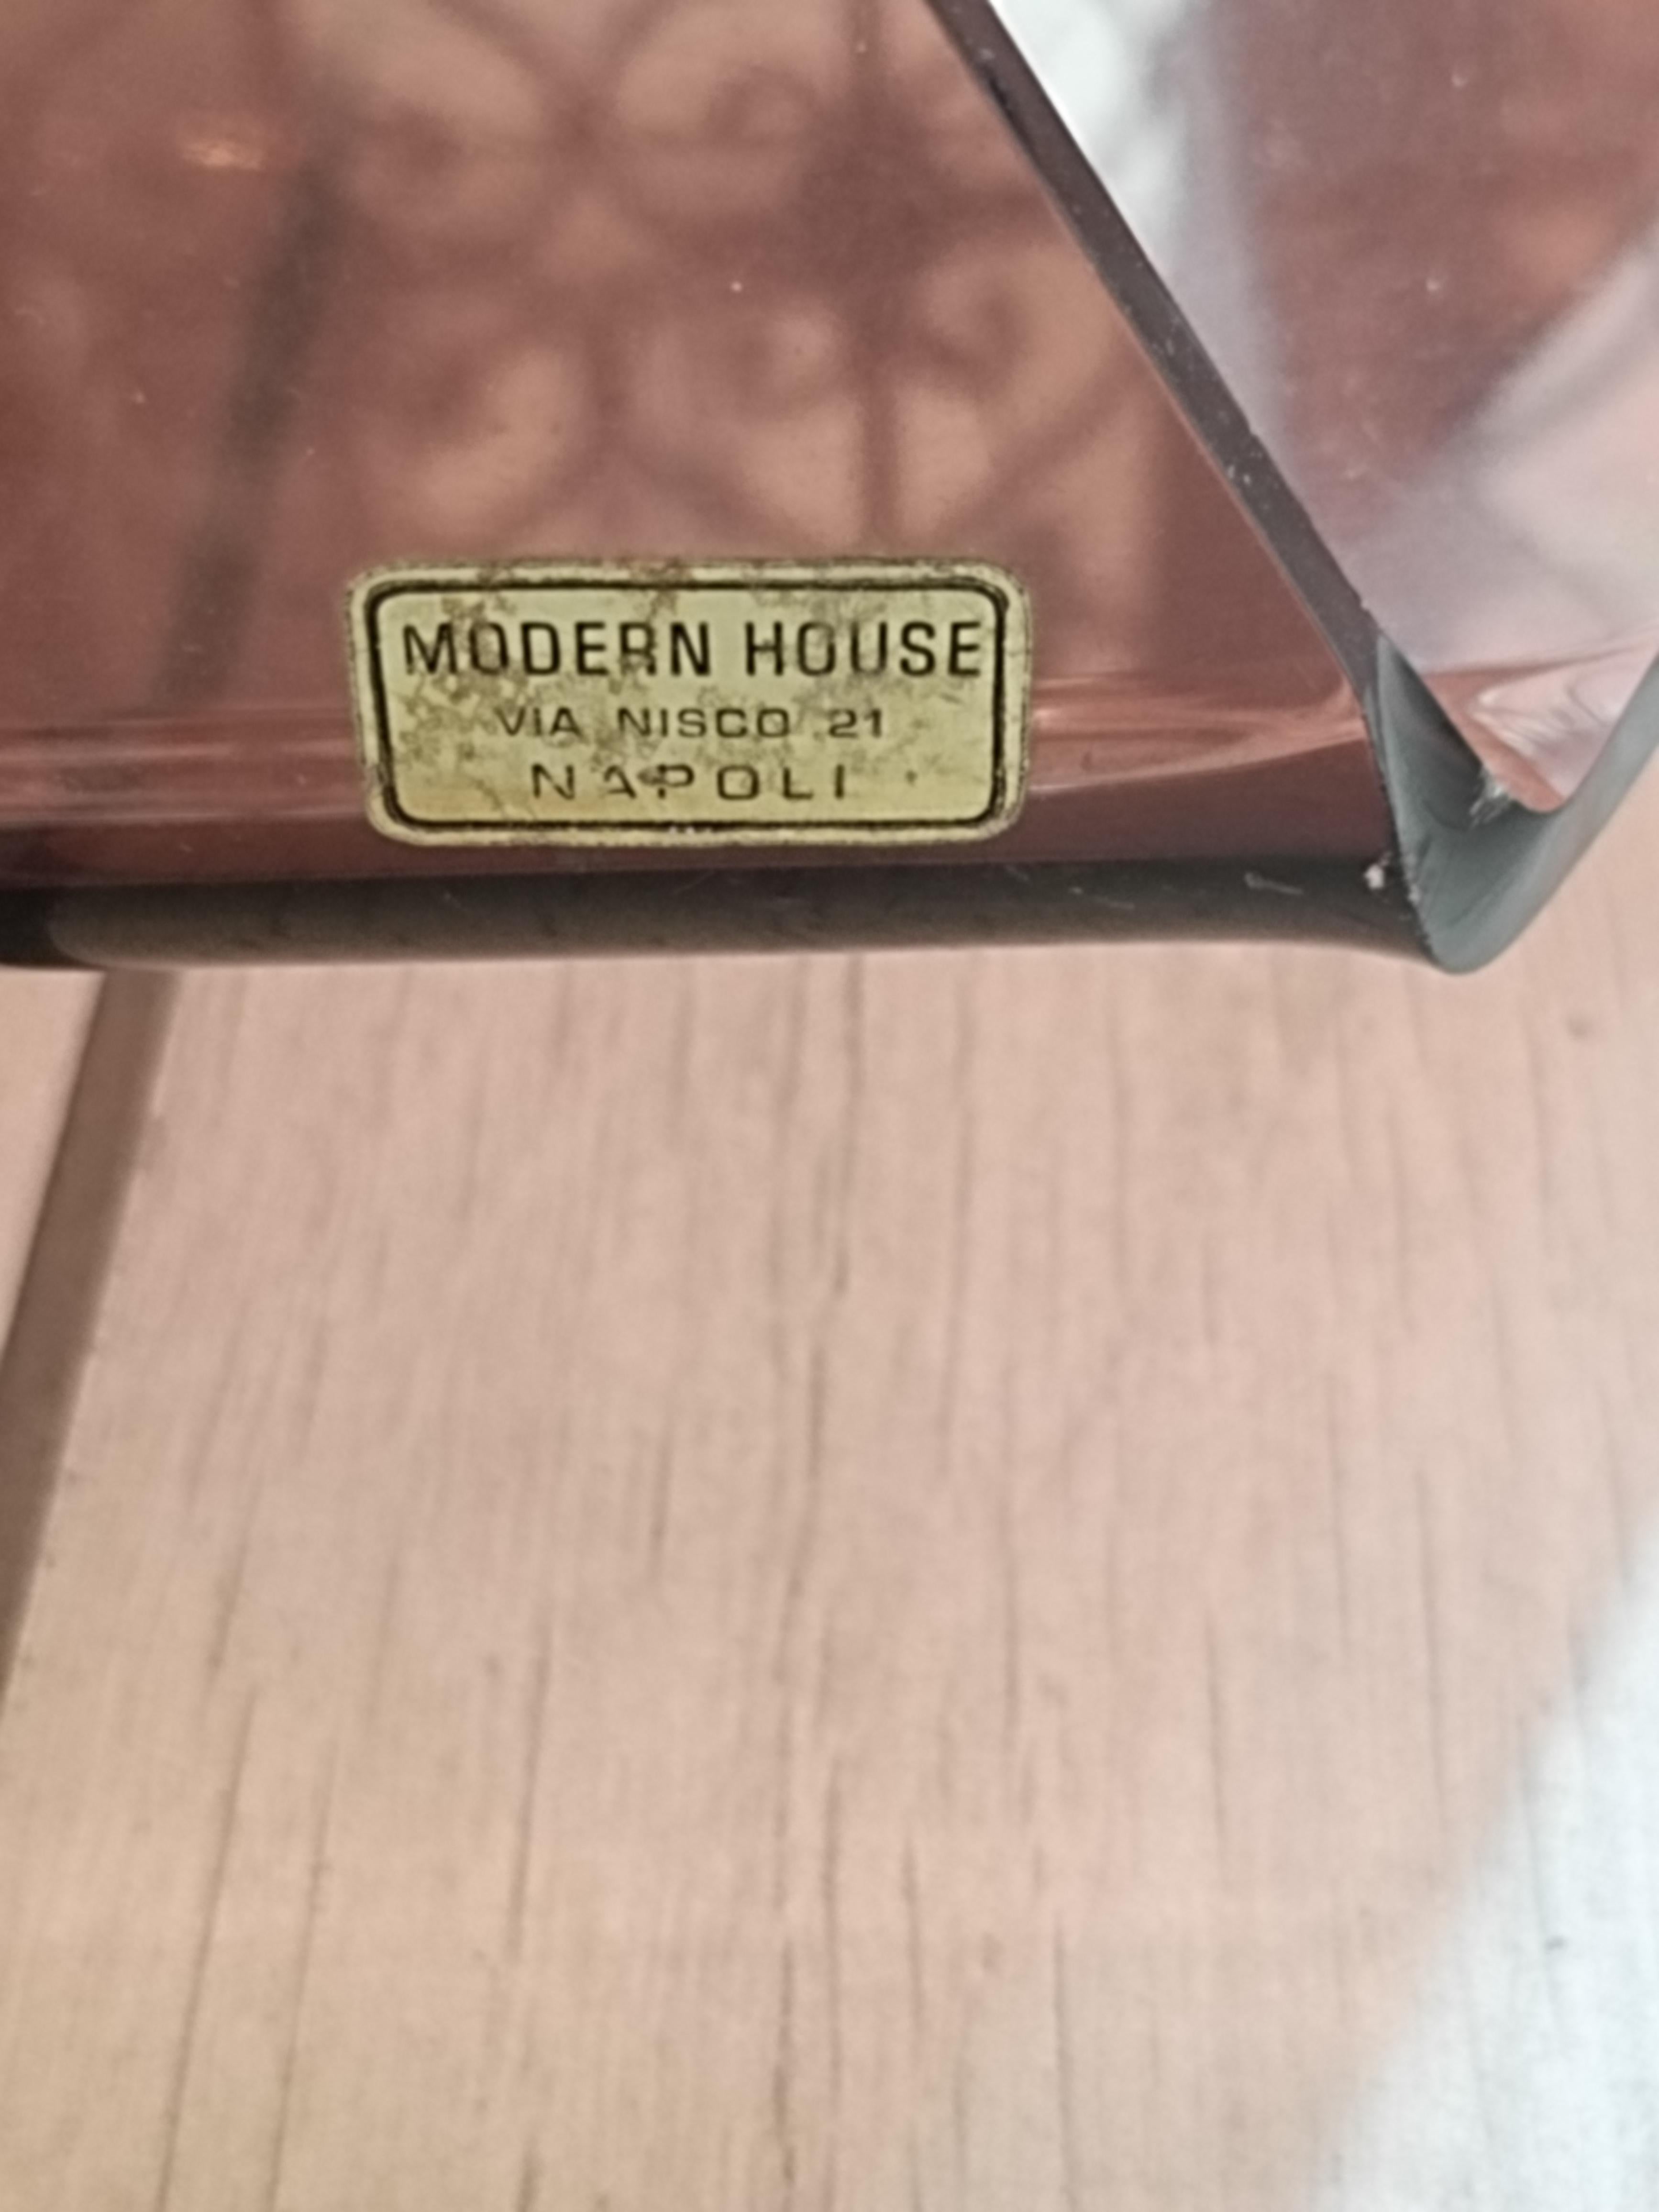 MODERN HOUSE
VIA NISCO 21
NAPOLI